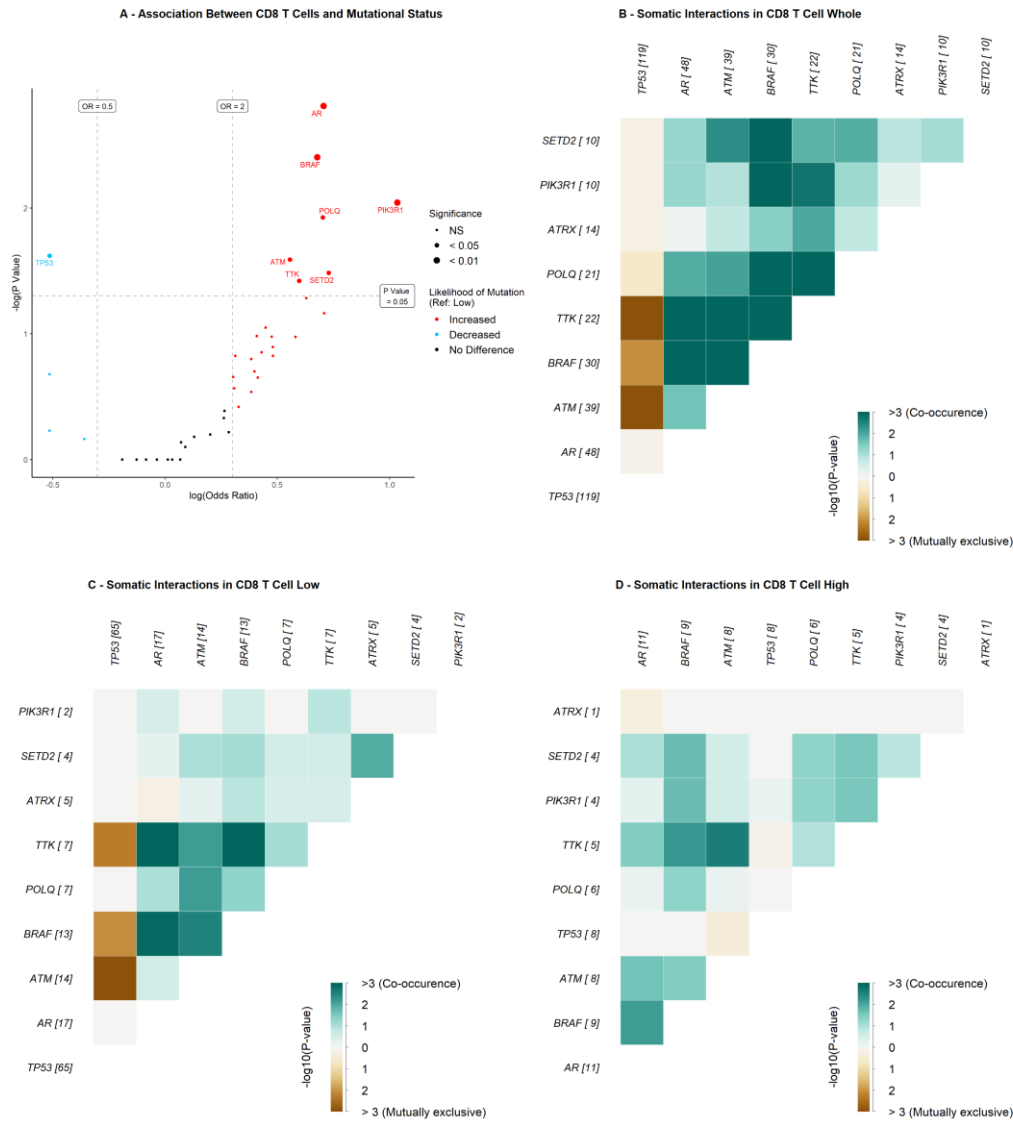 A - Association Between CD8 T Cells and Mutational Status
OR = 0.5
OR = 2
AR
BRAF
PIK3R1
POLQ
TP53
ATM
TTK
SETD2
P Value
= 0.05
2
1
0
-log(P Value)
-0.5
0.0
0.5
1.0
log(Odds Ratio)
Significance
NS
< 0.05
< 0.01
Likelihood of Mutation
(Ref: Low)
Increased
Decreased
No Difference
B - Somatic Interactions in CD8 T Cell Whole
TP53 [119]
AR [ 48]
ATM [ 39]
BRAF [ 30]
TTK [ 22]
POLQ [ 21]
ATRX [ 14]
PIK3R1 [ 10]
SETD2 [ 10]
SETD2 [ 10]
PIK3R1 [ 10]
ATRX [ 14]
POLQ [ 21]
TTK [ 22]
BRAF [ 30]
ATM [ 39]
AR [ 48]
TP53 [119]
-log10(P-value)
>3 (Co-occurence)
2
1
0
1
2
> 3 (Mutually exclusive)
C - Somatic Interactions in CD8 T Cell Low
TP53 [65]
AR [17]
ATM [14]
BRAF [13]
POLQ [ 7]
TTK [ 7]
ATRX [ 5]
SETD2 [ 4]
PIK3R1 [ 2]
PIK3R1 [ 2]
SETD2 [ 4]
ATRX [ 5]
TTK [ 7]
POLQ [ 7]
BRAF [13]
ATM [14]
AR [17]
TP53 [65]
-log10(P-value)
>3 (Co-occurence)
2
1
0
1
2
> 3 (Mutually exclusive)
D - Somatic Interactions in CD8 T Cell High
AR [11]
BRAF [ 9]
ATM [ 8]
TP53 [ 8]
POLQ [ 6]
TTK [ 5]
PIK3R1 [ 4]
SETD2 [ 4]
ATRX [ 1]
ATRX [ 1]
SETD2 [ 4]
PIK3R1 [ 4]
TTK [ 5]
POLQ [ 6]
TP53 [ 8]
ATM [ 8]
BRAF [ 9]
AR [11]
-log10(P-value)
>3 (Co-occurence)
2
1
0
1
2
> 3 (Mutually exclusive)